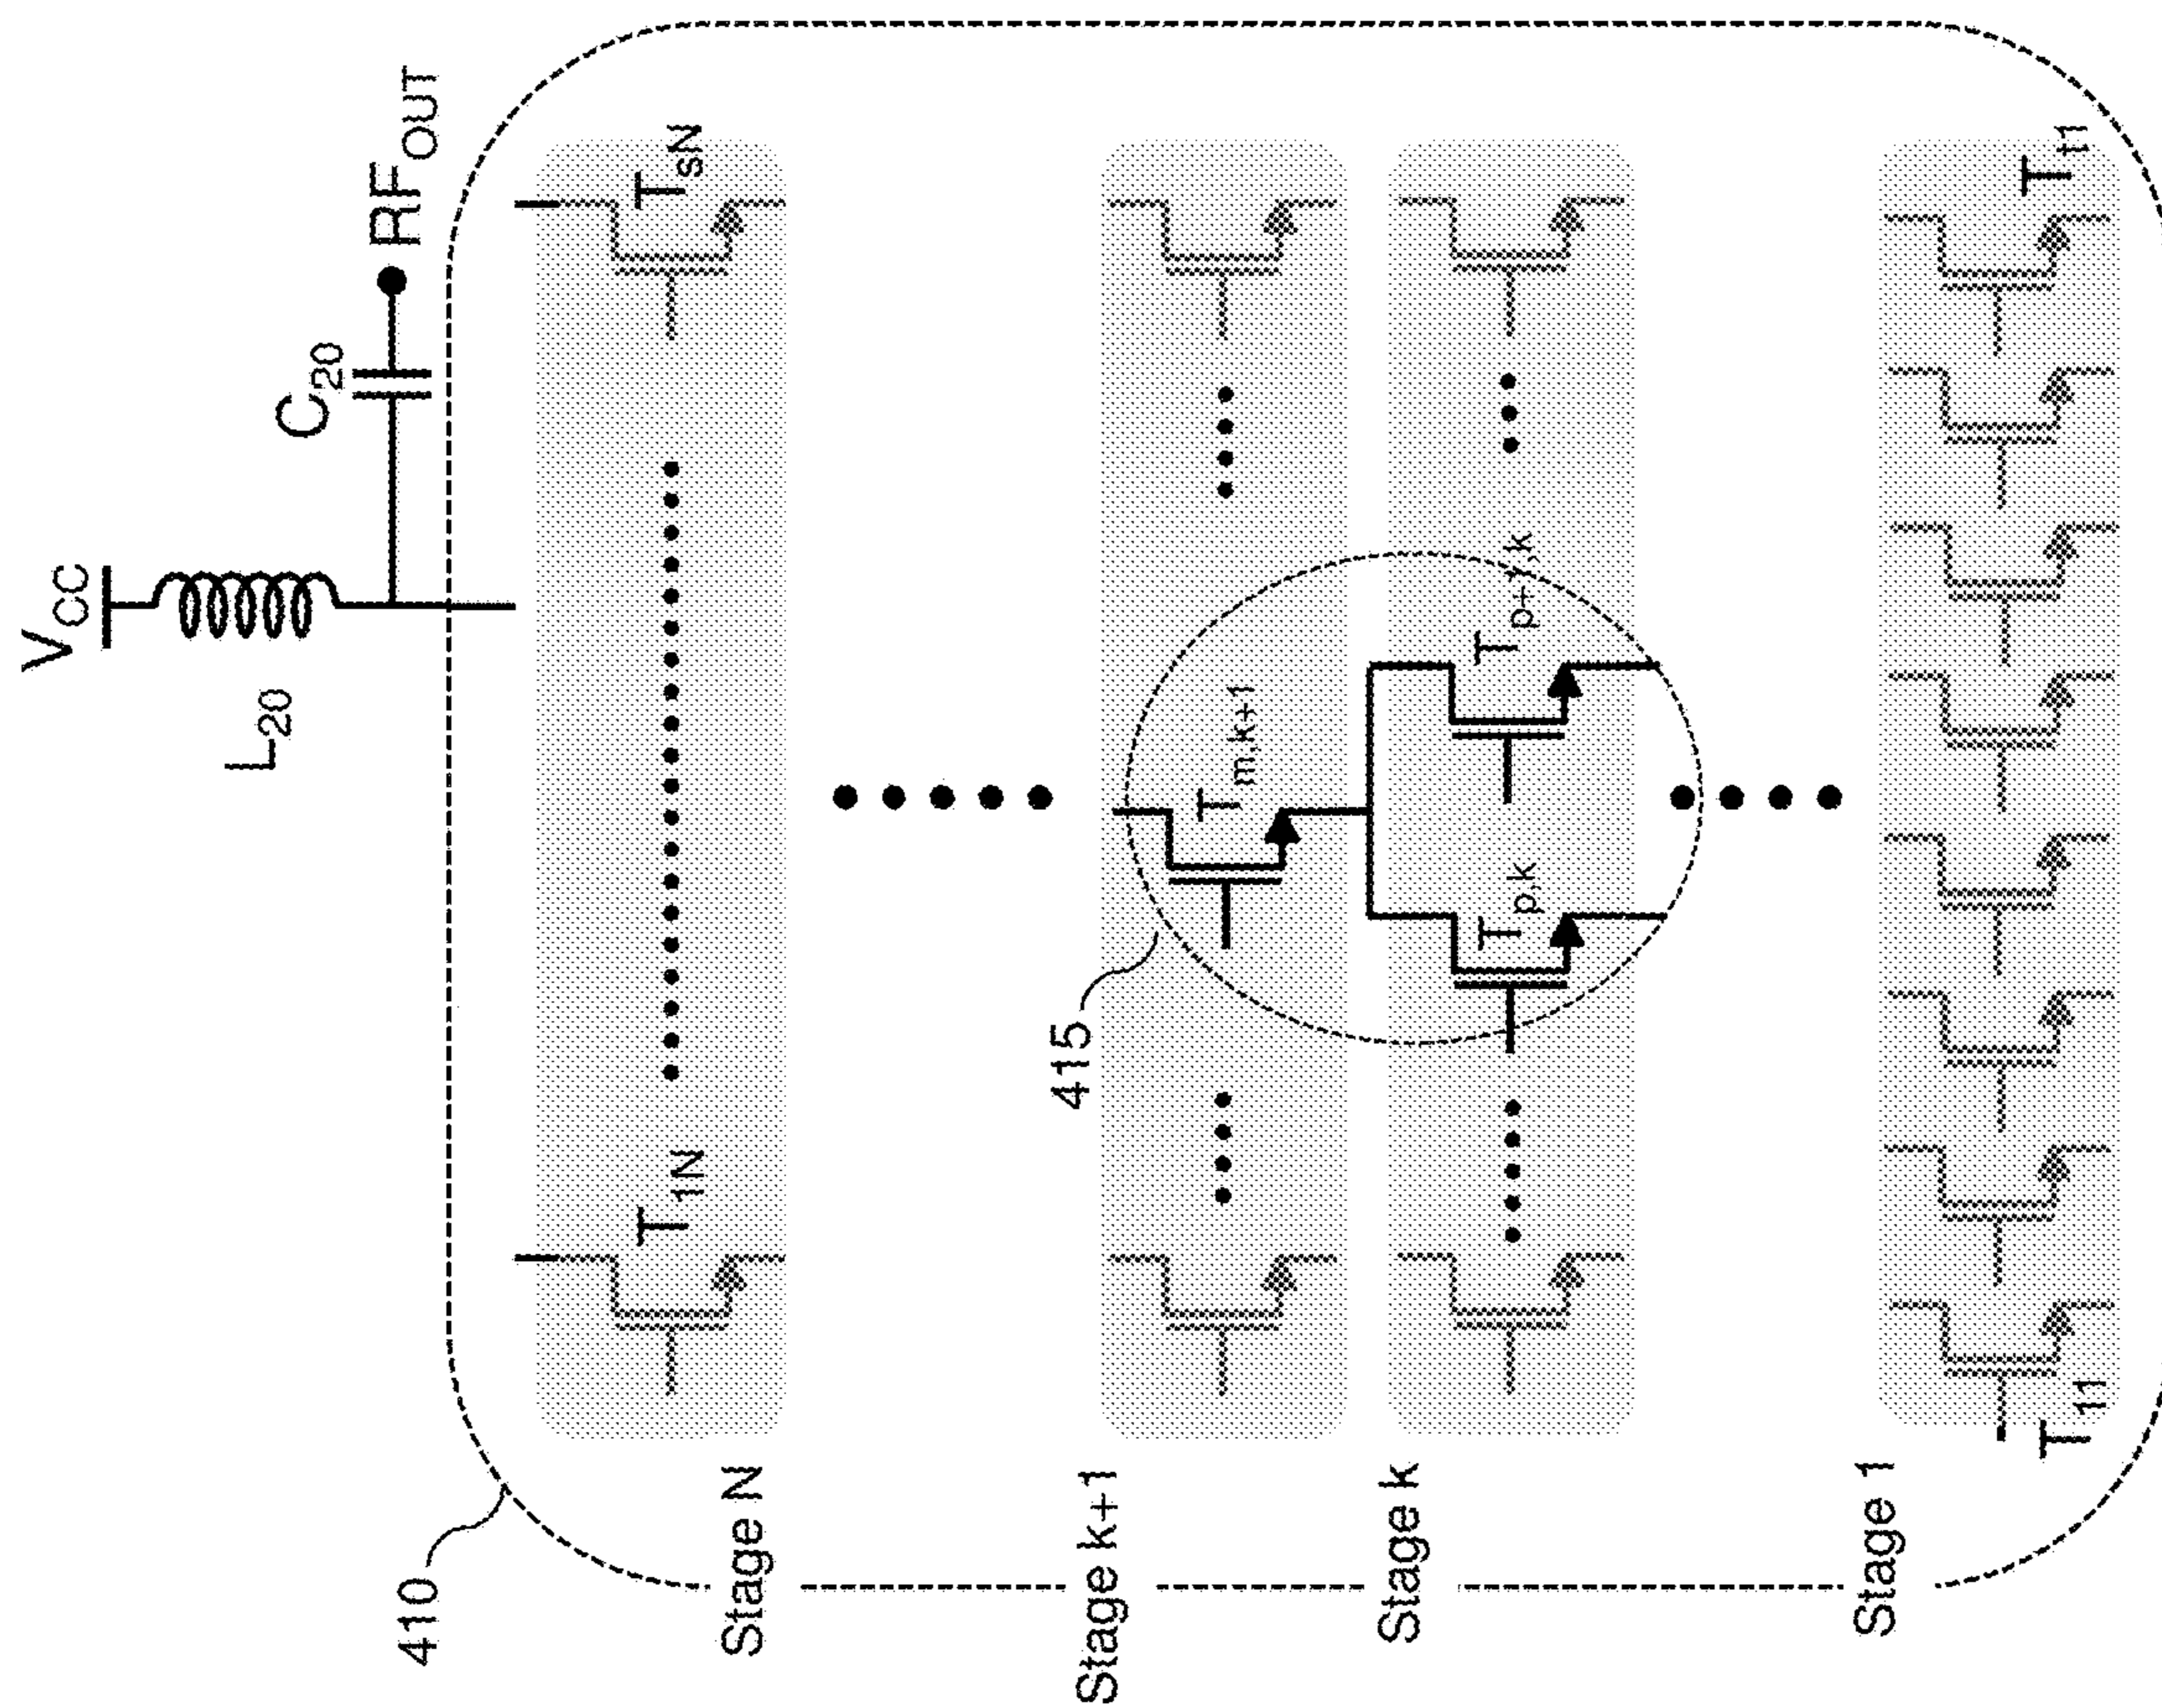 V_CC
L_20
C_20
RF_OUT
410
Stage N
T_1N
T_sN
415
Stage k+1
T_m,k+1
Stage k
T_p,k
T_p+1,k
Stage 1
T_11
T_r1